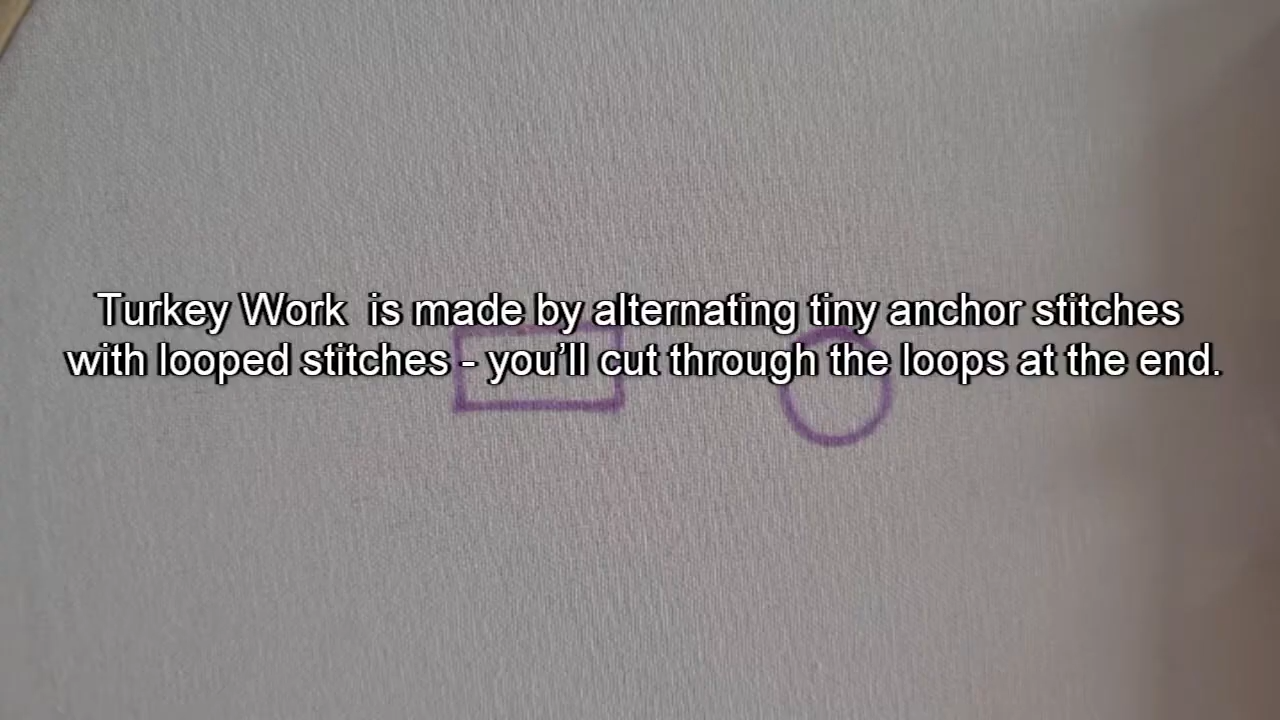 Turkey Work  is made by alternating tiny anchor stitches
with looped stitches - you’ll cut through the loops at the end.